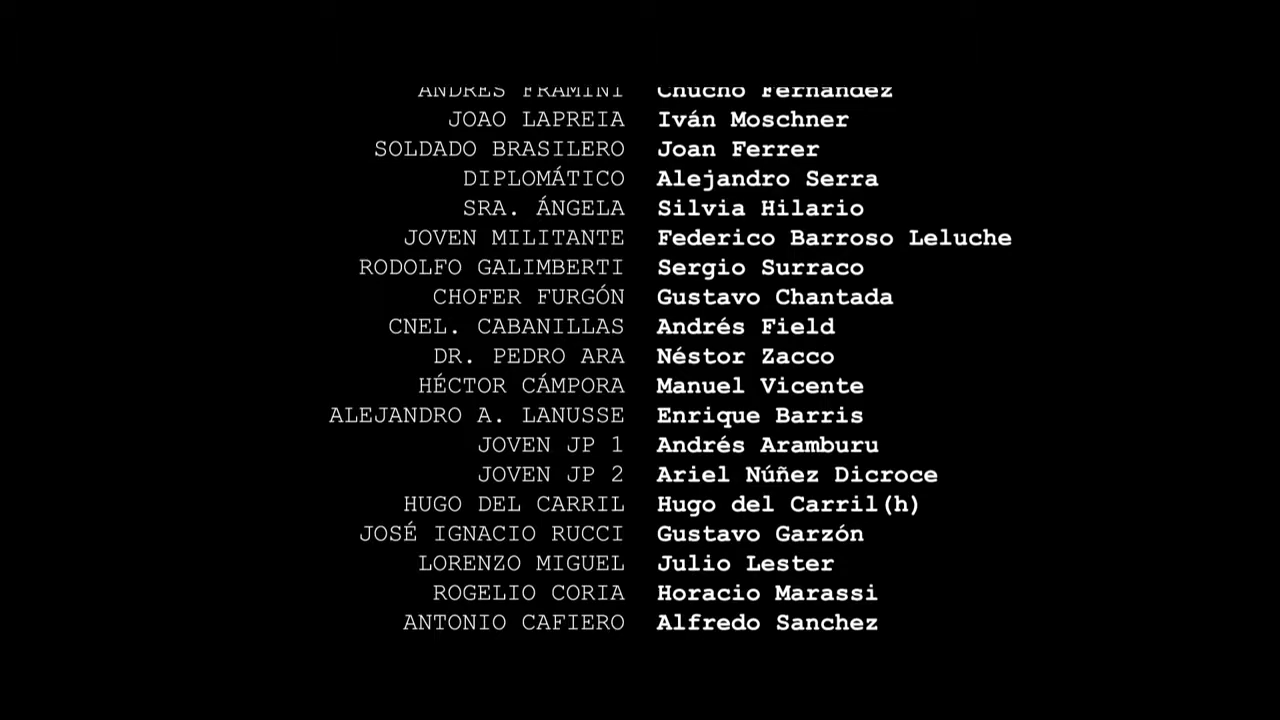 ANDRÉS FRAMINI Chucho Fernández
JOAO LAPREIA Iván Moschner
SOLDADO BRASILERO Joan Ferrer
DIPLOMÁTICO Alejandro Serra
SRA. ÁNGELA Silvia Hilario
JOVEN MILITANTE Federico Barroso Leluche
RODOLFO GALIMBERTI Sergio Surraco
CHOFER FURGÓN Gustavo Chantada
CNEL. CABANILLAS Andrés Field
DR. PEDRO ARA Néstor Zacco
HÉCTOR CÁMPORA Manuel Vicente
ALEJANDRO A. LANUSSE Enrique Barris
JOVEN JP 1 Andrés Aramburu
JOVEN JP 2 Ariel Núñez Dicroce
HUGO DEL CARRIL Hugo del Carril(h)
JOSÉ IGNACIO RUCCI Gustavo Garzón
LORENZO MIGUEL Julio Lester
ROGELIO CORIA Horacio Marassi
ANTONIO CAFIERO Alfredo Sanchez